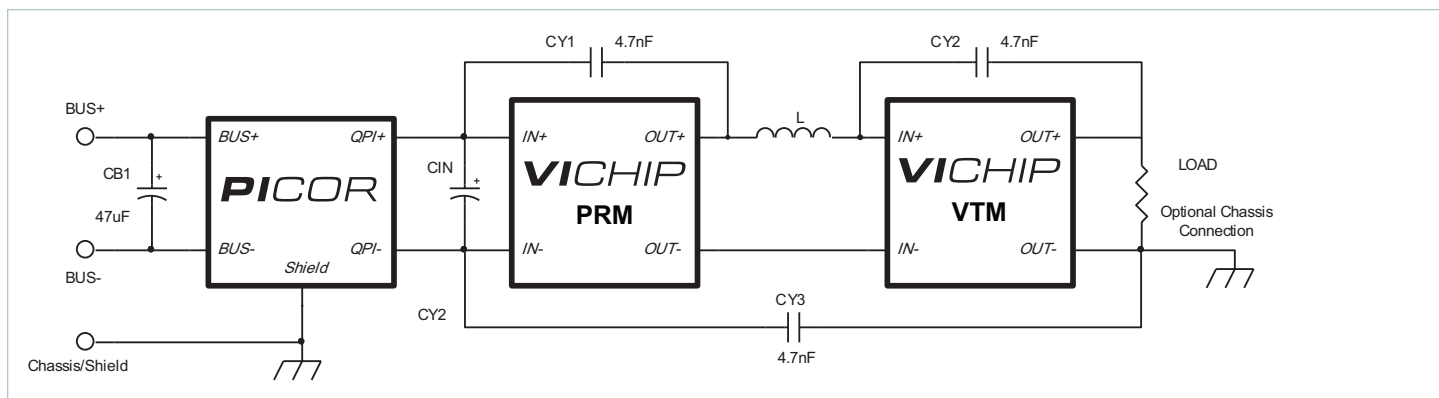 CY1 4.7nF
CY2 4.7nF
BUS+
CB1
+
47uF
BUS-
Chassis/Shield
BUS+
QPI+
PICOR
BUS-
QPI-
Shield
CIN
+
CY2
IN+
OUT+
VICHIP
PRM
IN-
OUT-
L
IN+
OUT+
VICHIP
VTM
IN-
OUT-
LOAD
Optional Chassis
Connection
CY3
4.7nF